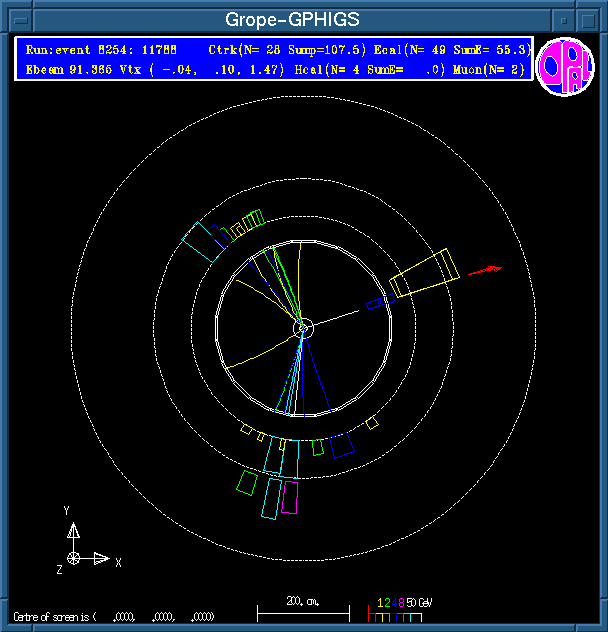 Grope-GPHIGS
Run:event 8254: 11788 Ctrk(N= 28 Sump=107.5) Ecal(N= 49 SumE= 55.3)
Ebeam 91.386 Vtx ( -.04, .10, 1.47) Hcal(N= 4 SumE= .0) Muon(N= 2)
OPAL
Y
X
Z
200. cm.
1 2 4 8 50 GeV
Centre of screen is ( .0000, .0000, .0000)